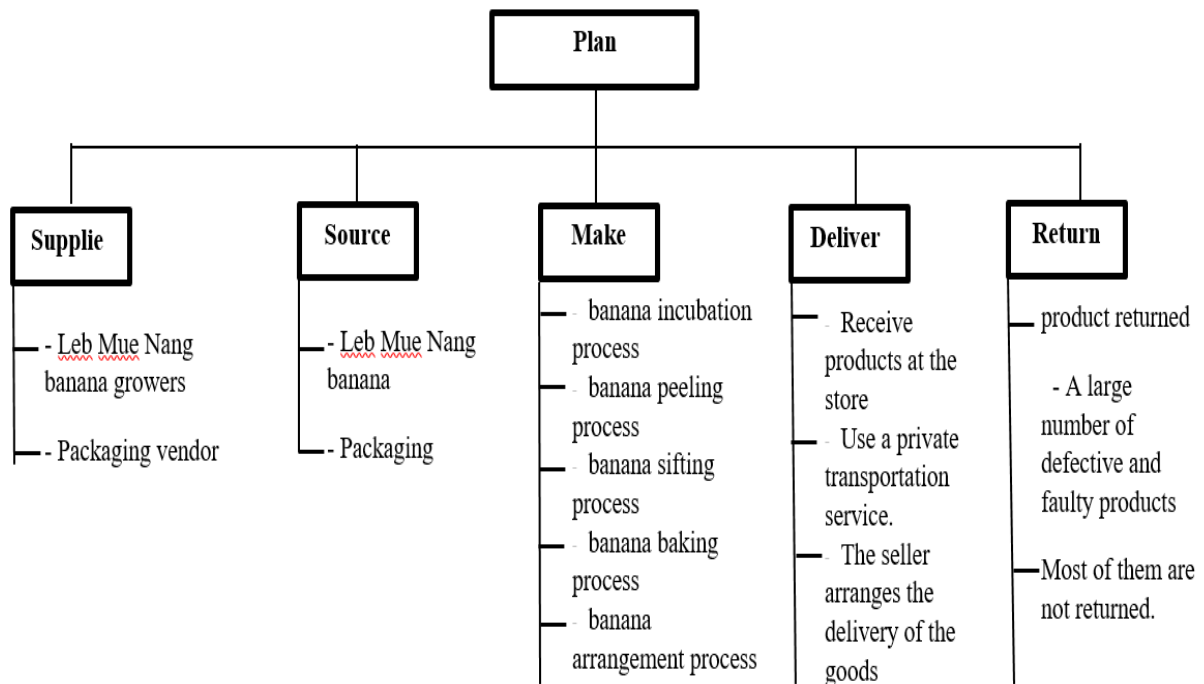 Plan
Supplie
Source
Make
Deliver
Return
- Leb Mue Nang
banana growers
- Packaging vendor
- Leb Mue Nang
banana
- Packaging
- banana incubation
process
- banana peeling
process
- banana sifting
process
- banana baking
process
- banana
arrangement process
- Receive
products at the
store
- Use a private
transportation
service.
- The seller
arranges the
delivery of the
goods
product returned
- A large
number of
defective and
faulty products
Most of them are
not returned.